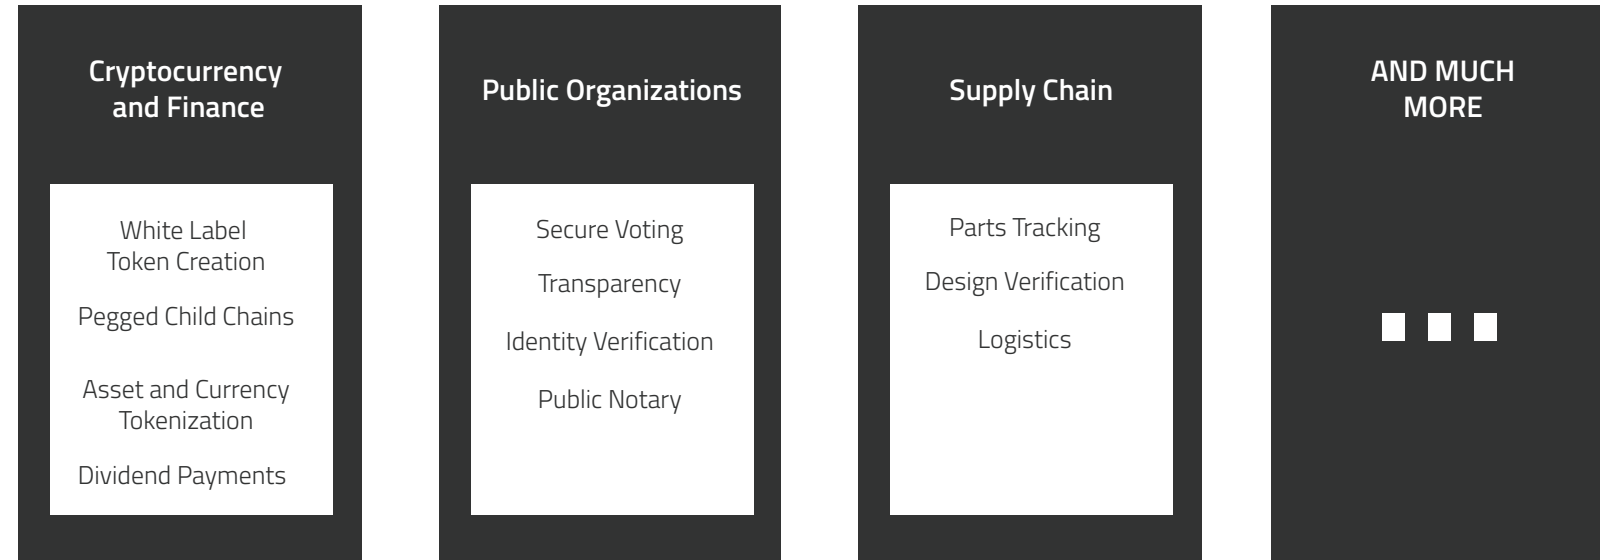 Cryptocurrency
and Finance
White Label
Token Creation
Pegged Child Chains
Asset and Currency
Tokenization
Dividend Payments
Public Organizations
Secure Voting
Transparency
Identity Verification
Public Notary
Supply Chain
Parts Tracking
Design Verification
Logistics
AND MUCH
MORE